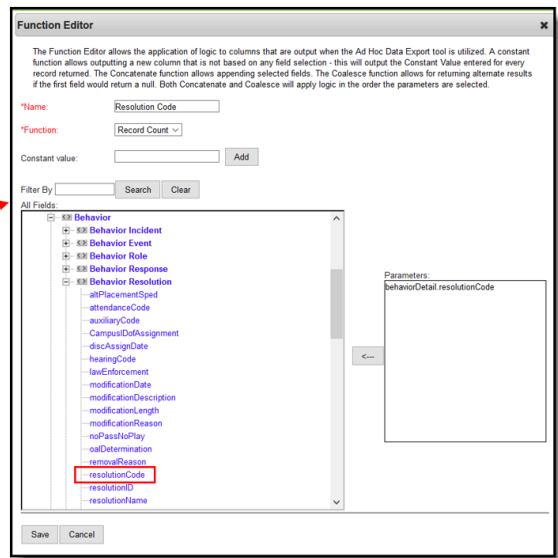 Function Editor
The Function Editor allows the application of logic to columns that are output when the Ad Hoc Data Export tool is utilized. A constant
function allows outputting a new column that is not based on any field selection - this will output the Constant Value entered for every
record returned. The Concatenate function allows appending selected fields. The Coalesce function allows for returning alternate results
if the first field would return a null. Both Concatenate and Coalesce will apply logic in the order the parameters are selected.
*Name: Resolution Code
*Function: Record Count
Constant value: Add
Filter By Search Clear
All Fields:
Behavior
Behavior Incident
Behavior Event
Behavior Role
Behavior Response
Behavior Resolution
altPlacementSped
attendanceCode
auxiliaryCode
CampusIDofAssignment
discAssignDate
hearingCode
lawEnforcement
modificationDate
modificationDescription
modificationLength
modificationReason
noPassNoPlay
oalDetermination
removalReason
resolutionCode
resolutionID
resolutionName
Parameters:
behaviorDetail.resolutionCode
<---
Save Cancel